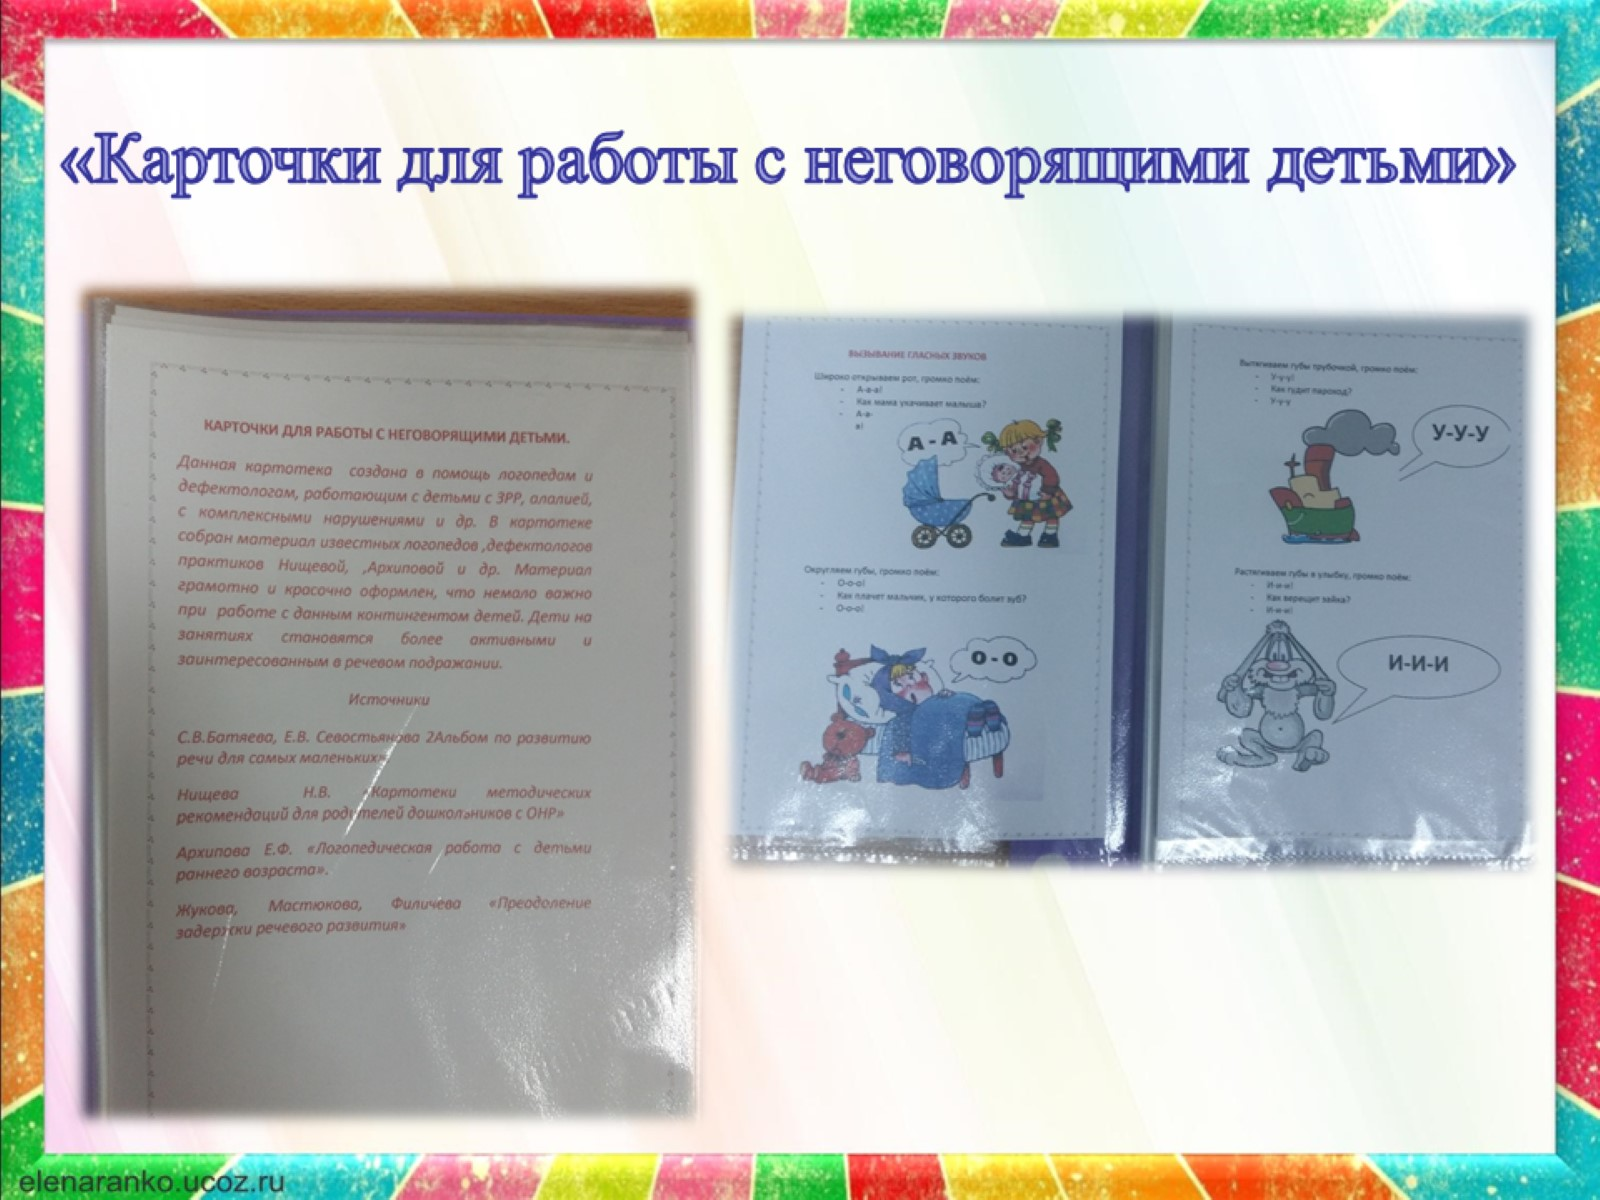 «Карточки для работы с неговорящими детьми»
КАРТОЧКИ ДЛЯ РАБОТЫ С НЕГОВОРЯЩИМИ ДЕТЬМИ.
Данная картотека создана в помощь логопедам и
дефектологам, работающим с детьми с ЗРР, алалией,
с комплексными нарушениями и др. В картотеке
собран материал известных логопедов ,дефектологов
практиков Нищевой, ,Архиповой и др. Материал
грамотно и красочно оформлен, что немало важно
при работе с данным контингентом детей. Дети на
занятиях становятся более активными и
заинтересованным в речевом подражании.
Источники
С.В.Батяева, Е.В. Севостьянова 2Альбом по развитию
речи для самых маленьких».
Нищева Н.В. «Картотеки методических
рекомендаций для родителей дошкольников с ОНР»
Архипова Е.Ф. «Логопедическая работа с детьми
раннего возраста».
Жукова, Мастюкова, Филичева «Преодоление
задержки речевого развития»
ВЫЗЫВАНИЕ ГЛАСНЫХ ЗВУКОВ
Широко открываем рот, громко поём:
- А-а-а!
- Как мама укачивает малыша?
- А-а-
а!
А - А
Округляем губы, громко поём:
- О-о-о!
- Как плачет мальчик, у которого болит зуб?
- О-о-о!
О - О
Вытягиваем губы трубочкой, громко поём:
- У-у-у!
- Как гудит пароход?
- У-у-у
У-У-У
Растягиваем губы в улыбку, громко поём:
- И-и-и!
- Как верещит зайка?
- И-и-и!
И-И-И
elenaranko.ucoz.ru